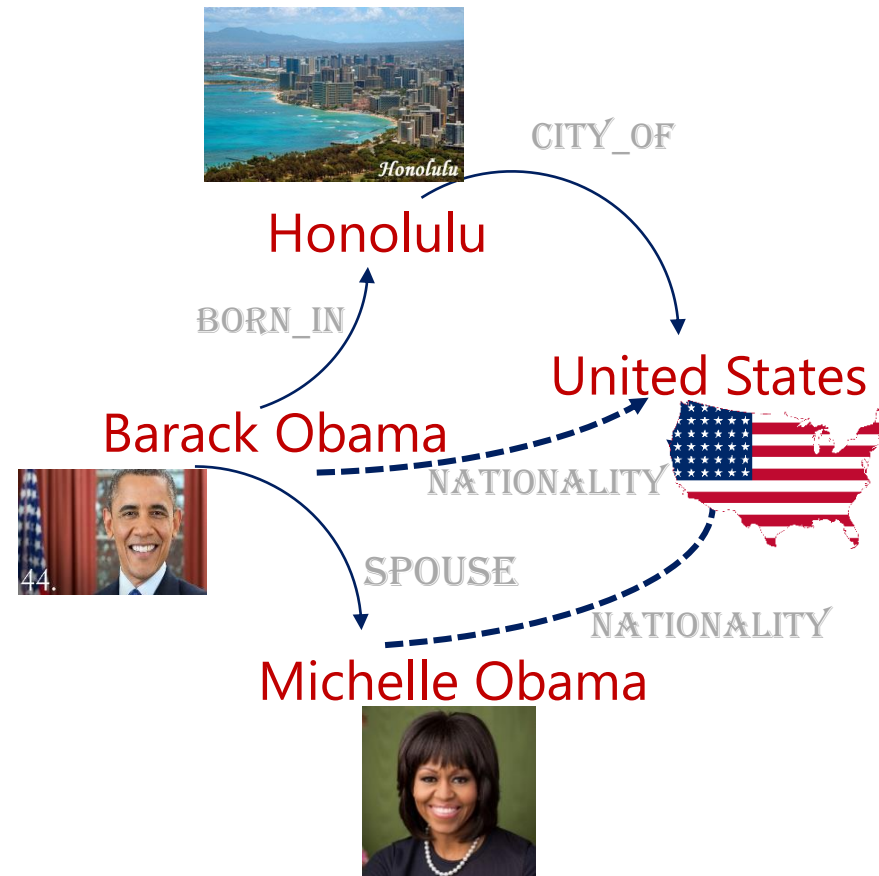 Honolulu
CITY_OF
Honolulu
BORN_IN
United States
Barack Obama
NATIONALITY
44.
SPOUSE
NATIONALITY
Michelle Obama